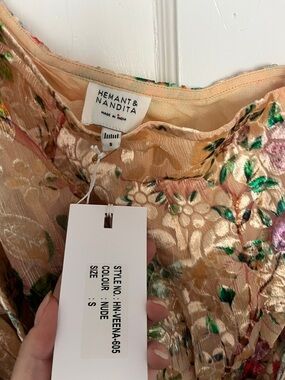 HEMANT &
NANDITA
MADE IN INDIA
S
STYLE NO. : HN-VEENA-605
COLOUR : NUDE
SIZE : S